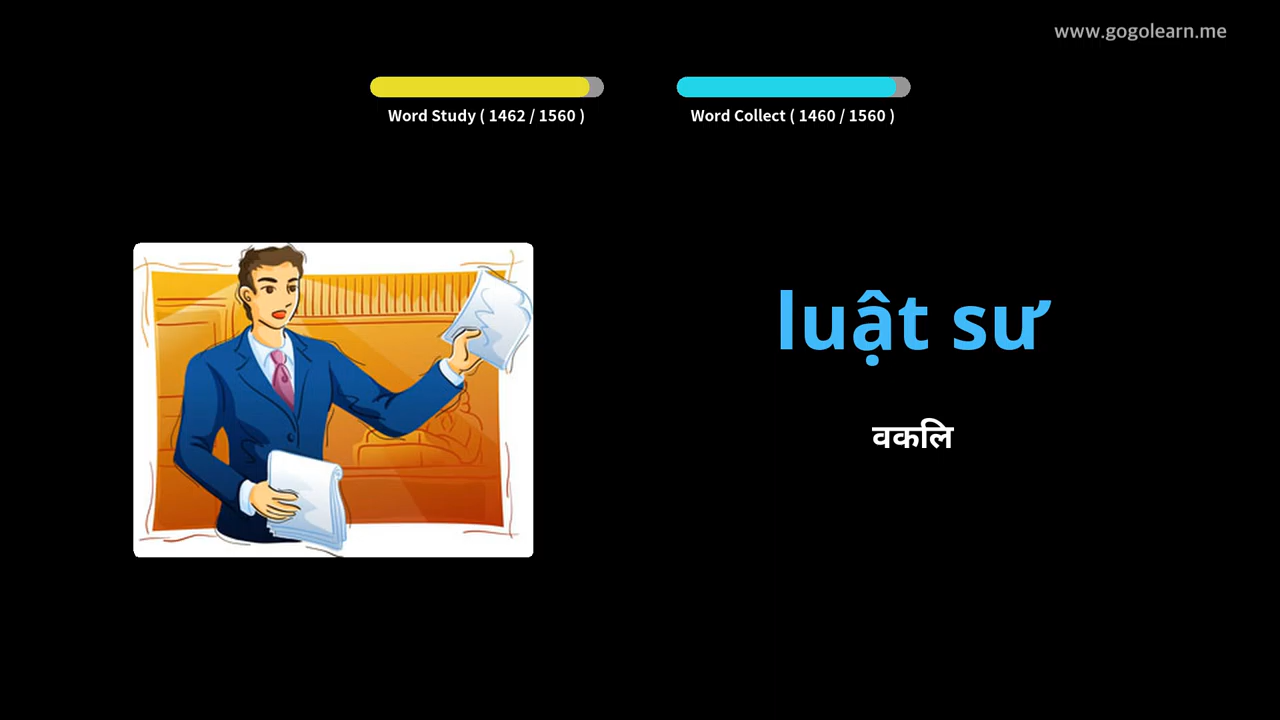 www.gogolearn.me
Word Study ( 1462 / 1560 )
Word Collect ( 1460 / 1560 )
luật sư
वकलि